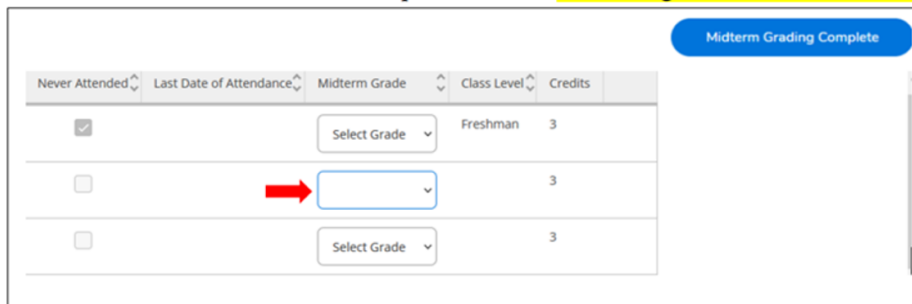 Midterm Grading Complete
Never Attended Last Date of Attendance Midterm Grade Class Level Credits
Select Grade Freshman 3
3
Select Grade 3